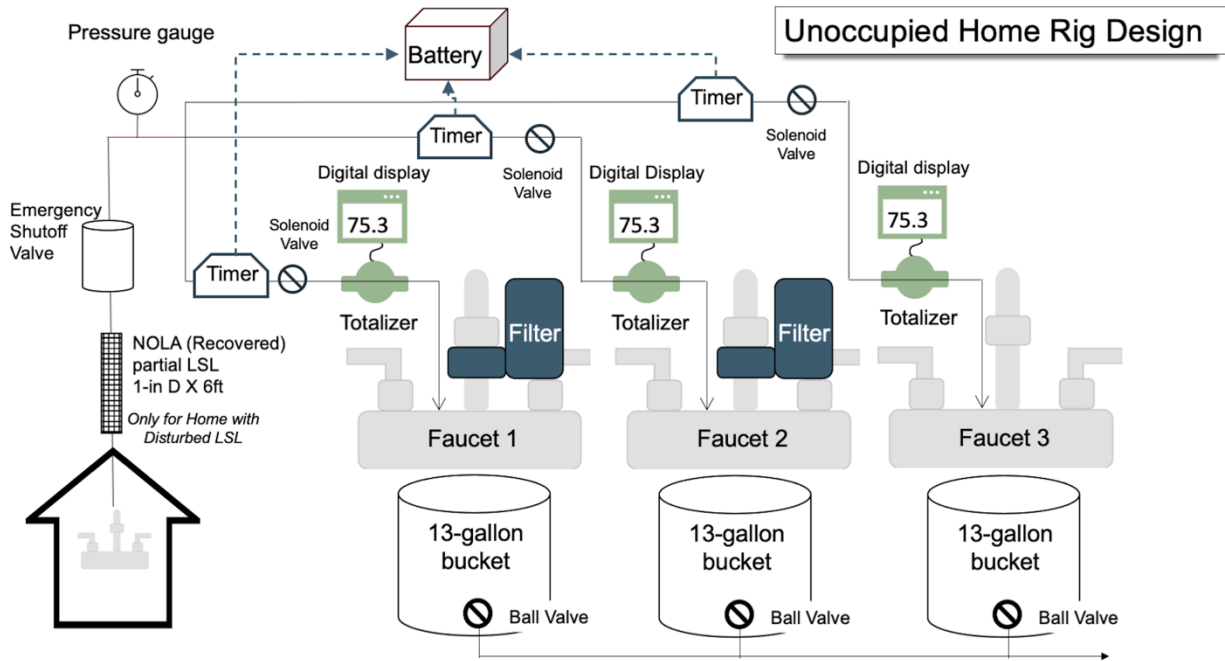 Unoccupied Home Rig Design
Pressure gauge
Battery
Timer
Solenoid
Valve
Timer
Solenoid
Valve
Digital display
75.3
Digital Display
75.3
Digital display
75.3
Emergency
Shutoff
Valve
Solenoid
Valve
Timer
Totalizer
Totalizer
Totalizer
Filter
Filter
NOLA (Recovered)
partial LSL
1-in D X 6ft
Only for Home with
Disturbed LSL
Faucet 1
Faucet 2
Faucet 3
13-gallon
bucket
13-gallon
bucket
13-gallon
bucket
Ball Valve
Ball Valve
Ball Valve